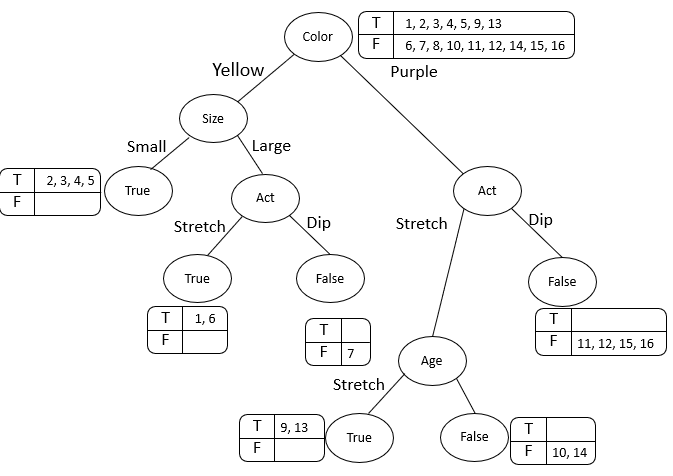 Color
T 1, 2, 3, 4, 5, 9, 13
F 6, 7, 8, 10, 11, 12, 14, 15, 16
Yellow
Purple
Size
Small
Large
T 2, 3, 4, 5
F
True
Act
Act
Stretch
Dip
Stretch
Dip
True
False
False
T 1, 6
F
T
F 7
T
F 11, 12, 15, 16
Age
Stretch
T 9, 13
F
True
False
T
F 10, 14